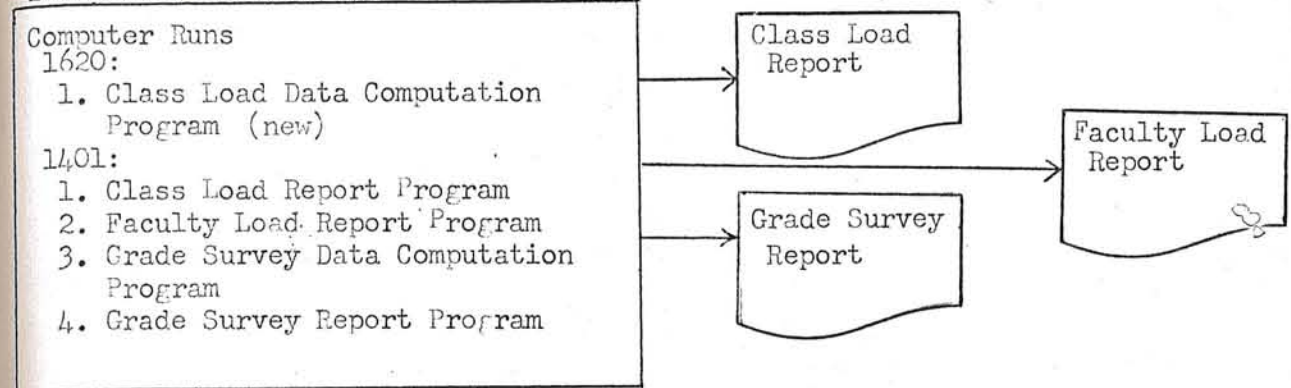 Computer Runs
1620:
1. Class Load Data Computation
Program (new)
1401:
1. Class Load Report Program
2. Faculty Load Report Program
3. Grade Survey Data Computation
Program
4. Grade Survey Report Program
Class Load
Report
Faculty Load
Report
Grade Survey
Report